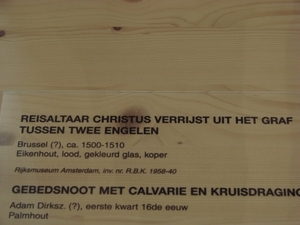 REISALTAAR CHRISTUS VERRIJST UIT HET GRAF
TUSSEN TWEE ENGELEN
Brussel (?), ca. 1500-1510
Eikenhout, lood, gekleurd glas, koper
Rijksmuseum Amsterdam, inv. nr. R.B.K. 1958-40
GEBEDSNOOT MET CALVARIE EN KRUISDRAGING
Adam Dirksz. (?), eerste kwart 16de eeuw
Palmhout